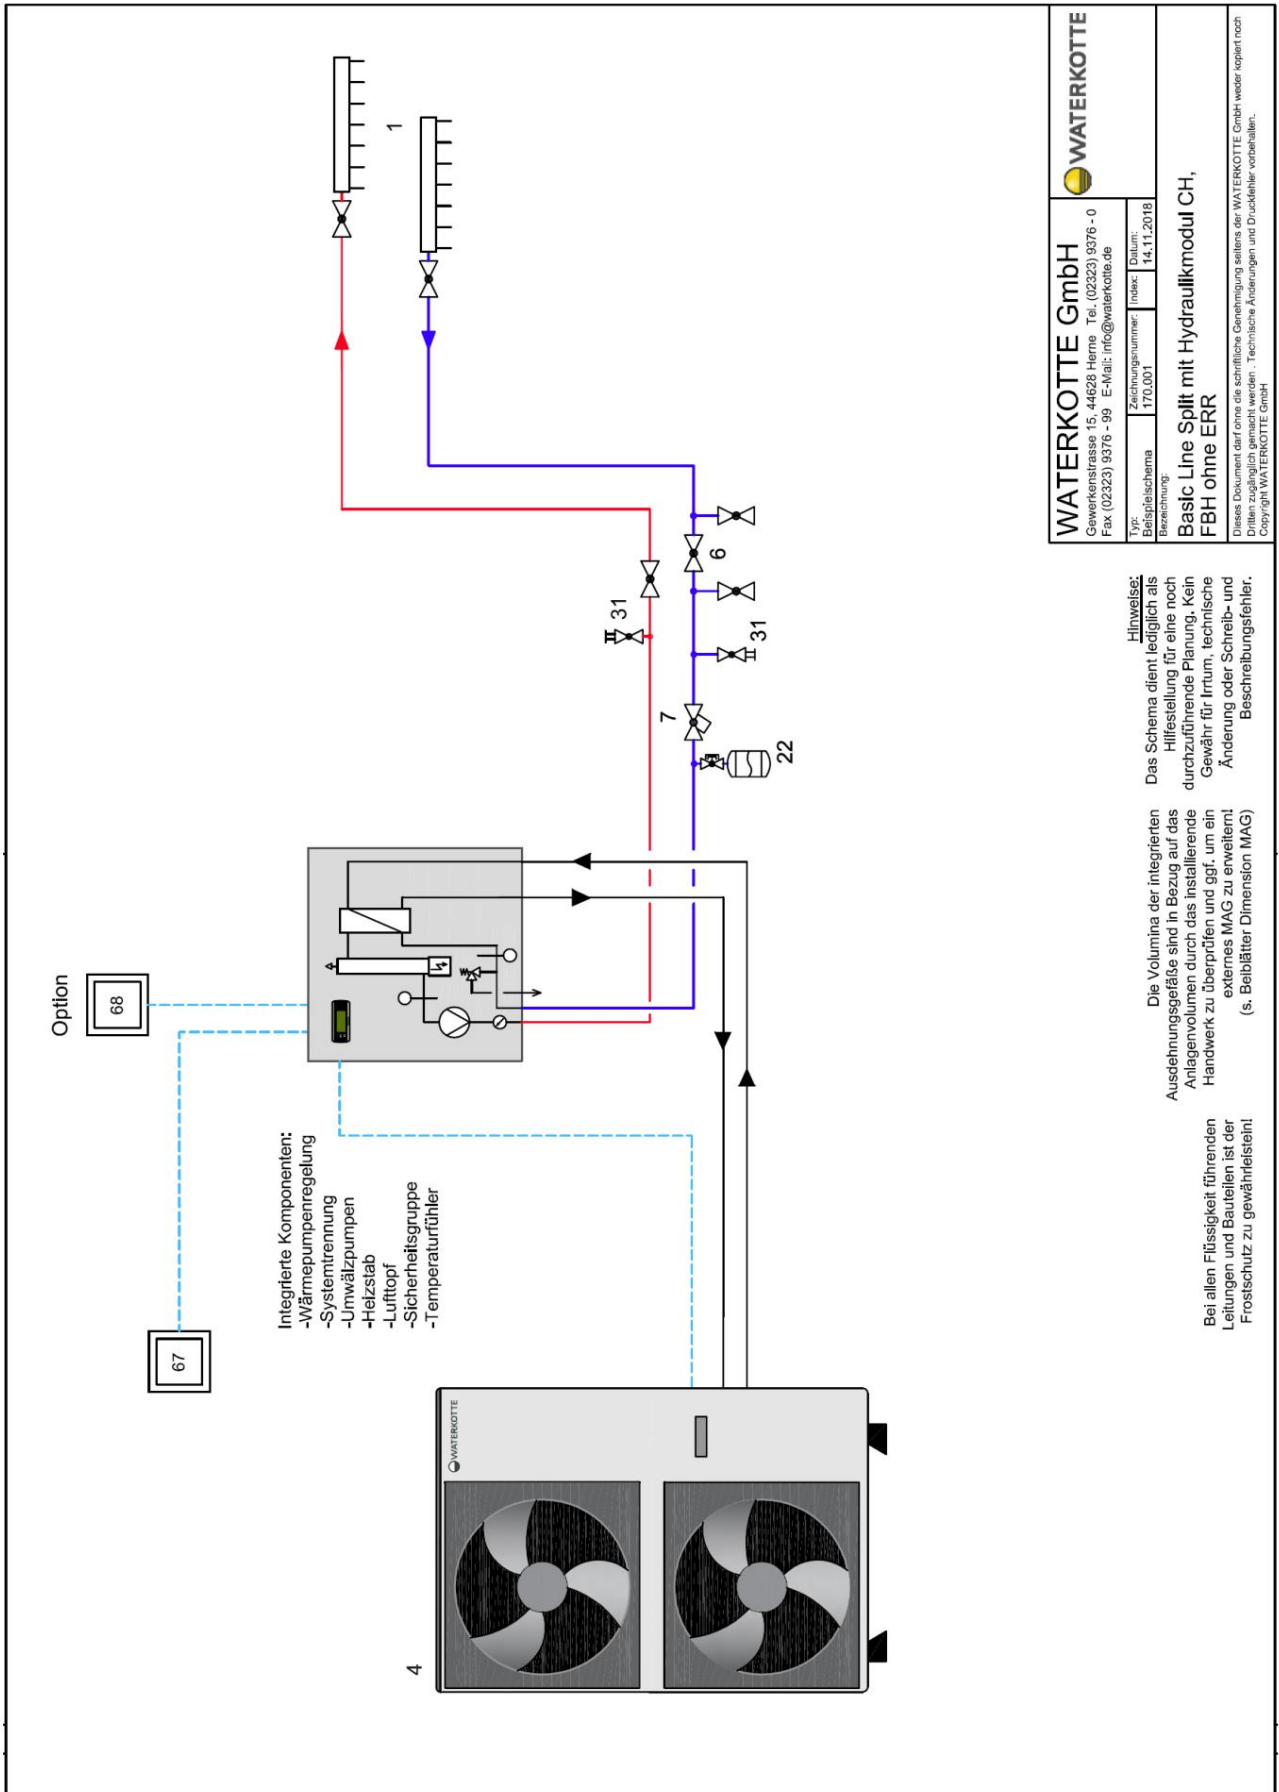 Option
68
67
1
31
6
31
7
22
4
WATERKOTTE
Integrierte Komponenten:
-Wärmepumpenregelung
-Systemtrennung
-Umwälzpumpen
-Heizstab
-Lufttopf
-Sicherheitsgruppe
-Temperaturfühler
Bei allen Flüssigkeit führenden
Leitungen und Bauteilen ist der
Frostschutz zu gewährleistein!
Die Volumina der integrierten
Ausdehnungsgefäße sind in Bezug auf das
Anlagenvolumen durch das installierende
Handwerk zu überprüfen und ggf. um ein
externes MAG zu erweitern!
(s. Beiblätter Dimension MAG)
Hinweise:
Das Schema dient lediglich als
Hilfestellung für eine noch
durchzuführende Planung. Kein
Gewähr für Irrtum, technische
Änderung oder Schreib- und
Beschreibungsfehler.
WATERKOTTE GmbH
WATERKOTTE
Gewerkenstrasse 15, 44628 Herne Tel. (02323) 9376 - 0
Fax (02323) 9376 - 99 E-Mail: info@waterkotte.de
Typ: Zeichnungsnummer: Index: Datum:
Beispielschema 170.001 14.11.2018
Bezeichnung:
Basic Line Split mit Hydraulikmodul CH,
FBH ohne ERR
Dieses Dokument darf ohne die schriftliche Genehmigung seitens der WATERKOTTE GmbH weder kopiert noch
Dritten zugänglich gemacht werden . Technische Änderungen und Druckfehler vorbehalten.
Copyright WATERKOTTE GmbH